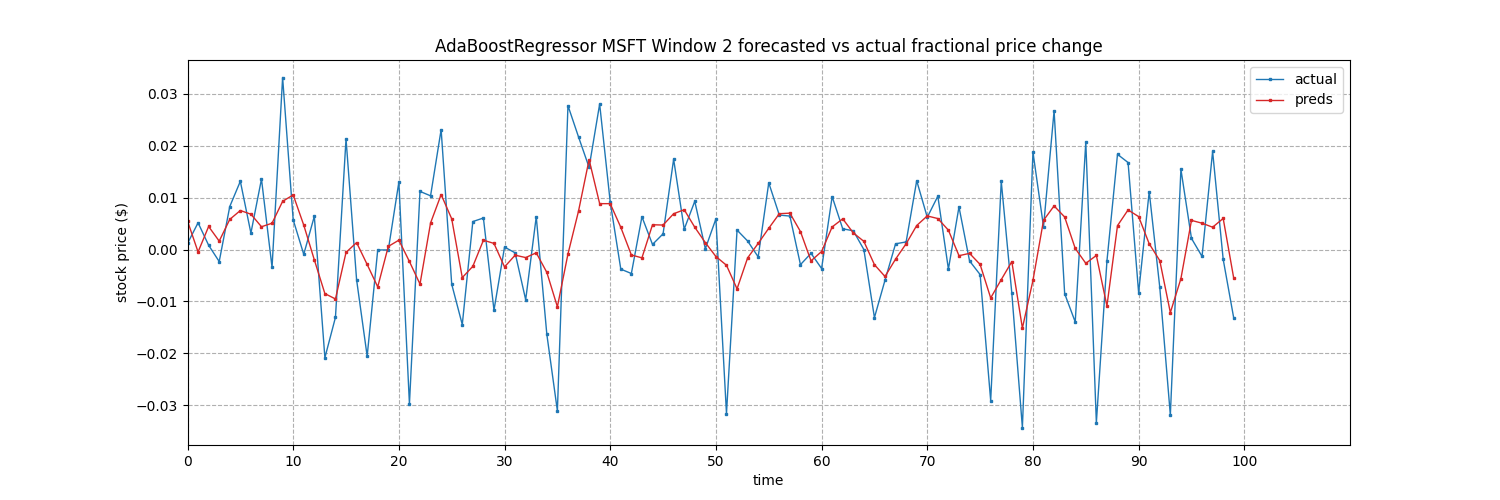 AdaBoostRegressor MSFT Window 2 forecasted vs actual fractional price change
actual
preds
stock price ($)
0.03
0.02
0.01
0.00
−0.01
−0.02
−0.03
0 10 20 30 40 50 60 70 80 90 100
time